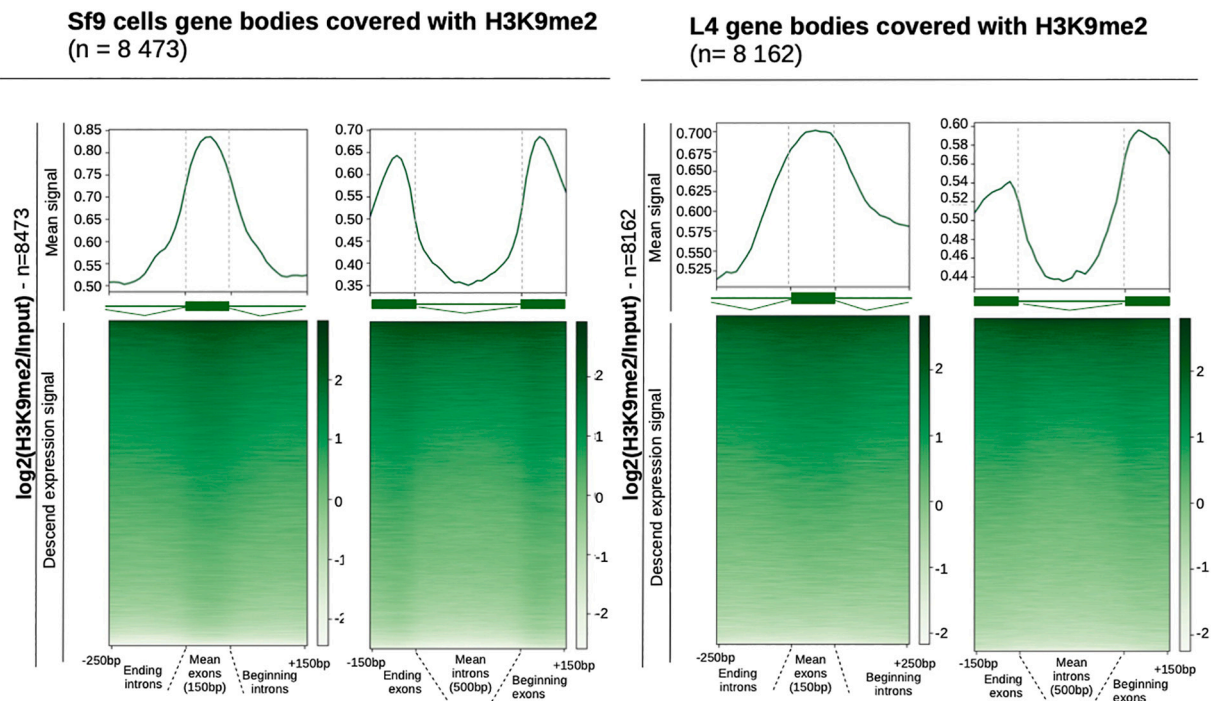 Sf9 cells gene bodies covered with H3K9me2
(n = 8 473)
L4 gene bodies covered with H3K9me2
(n= 8 162)
log2(H3K9me2/Input) - n=8473
Mean signal
Descend expression signal
0.85
0.80
0.75
0.70
0.65
0.60
0.55
0.50
0.70
0.65
0.60
0.55
0.50
0.45
0.40
0.35
2
1
0
-1
-2
2
1
0
-1
-2
-250bp
Ending
introns
Mean
exons
(150bp)
Beginning
introns
+150bp
-150bp
Ending
exons
Mean
introns
(500bp)
Beginning
exons
+150bp
log2(H3K9me2/Input) - n=8162
Mean signal
Descend expression signal
0.700
0.675
0.650
0.625
0.600
0.575
0.550
0.525
0.60
0.58
0.56
0.54
0.52
0.50
0.48
0.46
0.44
2
1
0
-1
-2
2
1
0
-1
-2
-250bp
Ending
introns
Mean
exons
(150bp)
Beginning
introns
+250bp
-150bp
Ending
exons
Mean
introns
(500bp)
Beginning
exons
+150bp